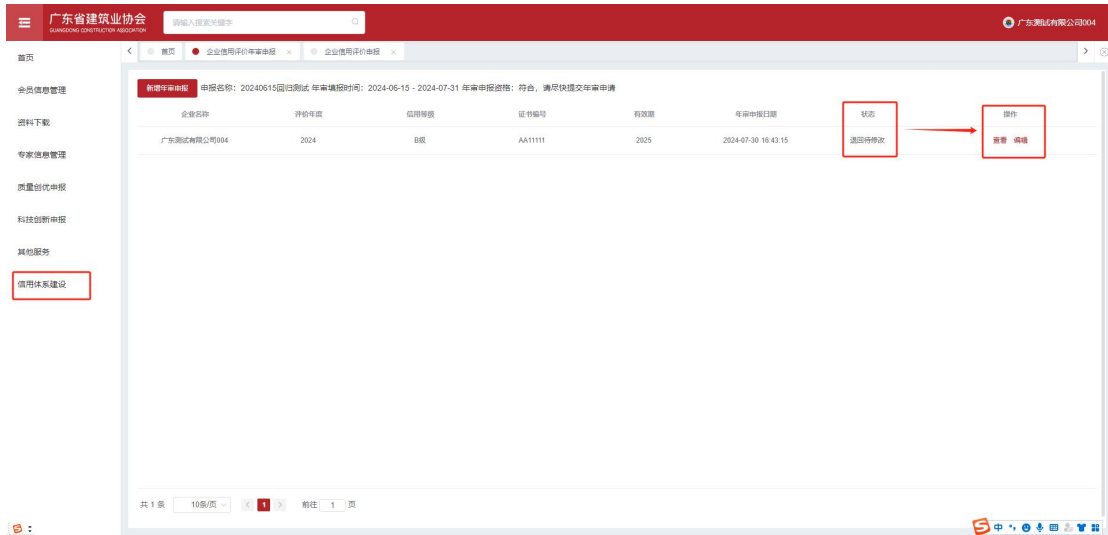 广东省建筑业协会
GUANGDONG CONSTRUCTION ASSOCIATION
请输入搜索关键字
广东测试有限公司004
首页
会员信息管理
资料下载
专家信息管理
质量创优申报
科技创新申报
其他服务
信用体系建设
首页 企业信用评价年审申报 × 企业信用评价申报 ×
新增年审申报 申报名称：20240615回归测试 年审填报时间：2024-06-15 - 2024-07-31 年审申报资格：符合，请尽快提交年审申请
企业名称 评价年度 信用等级 证书编号 有效期 年审申报日期 状态 操作
广东测试有限公司004 2024 B级 AA11111 2025 2024-07-30 16:43:15 退回待修改 查看 编辑
共 1 条 10条/页 < 1 > 前往 1 页
中